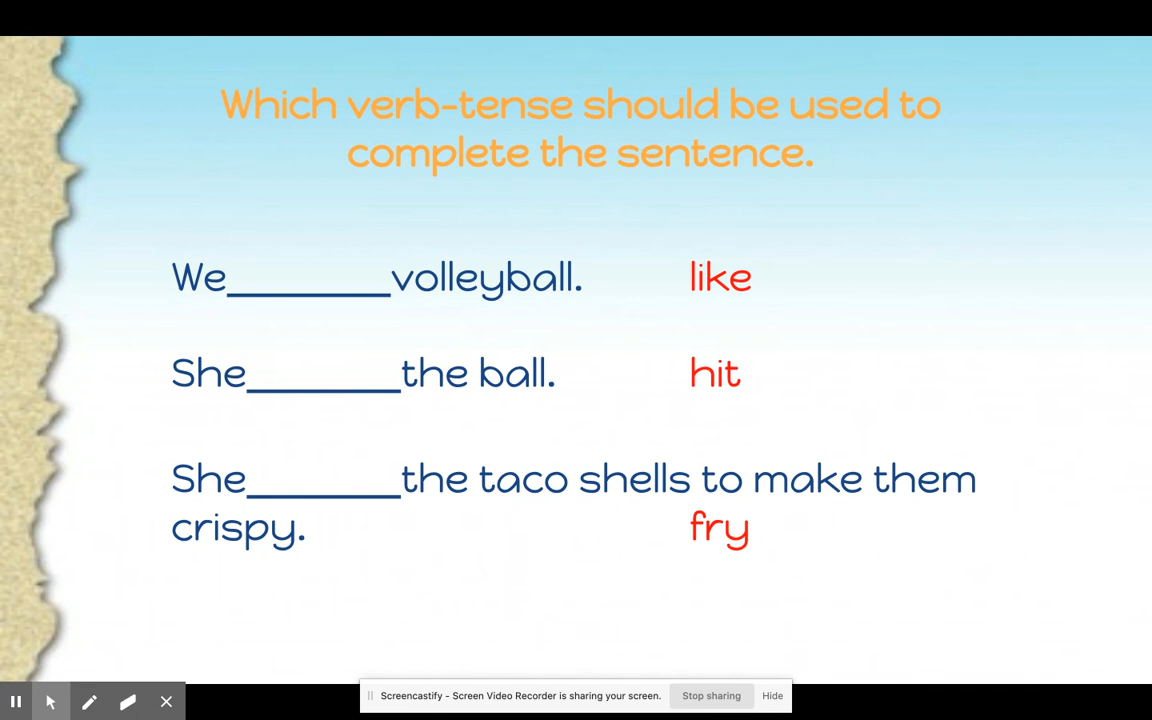 Which verb-tense should be used to
complete the sentence.
We________volleyball. like
She________the ball. hit
She________the taco shells to make them
crispy. fry
Screencastify - Screen Video Recorder is sharing your screen. Stop sharing Hide